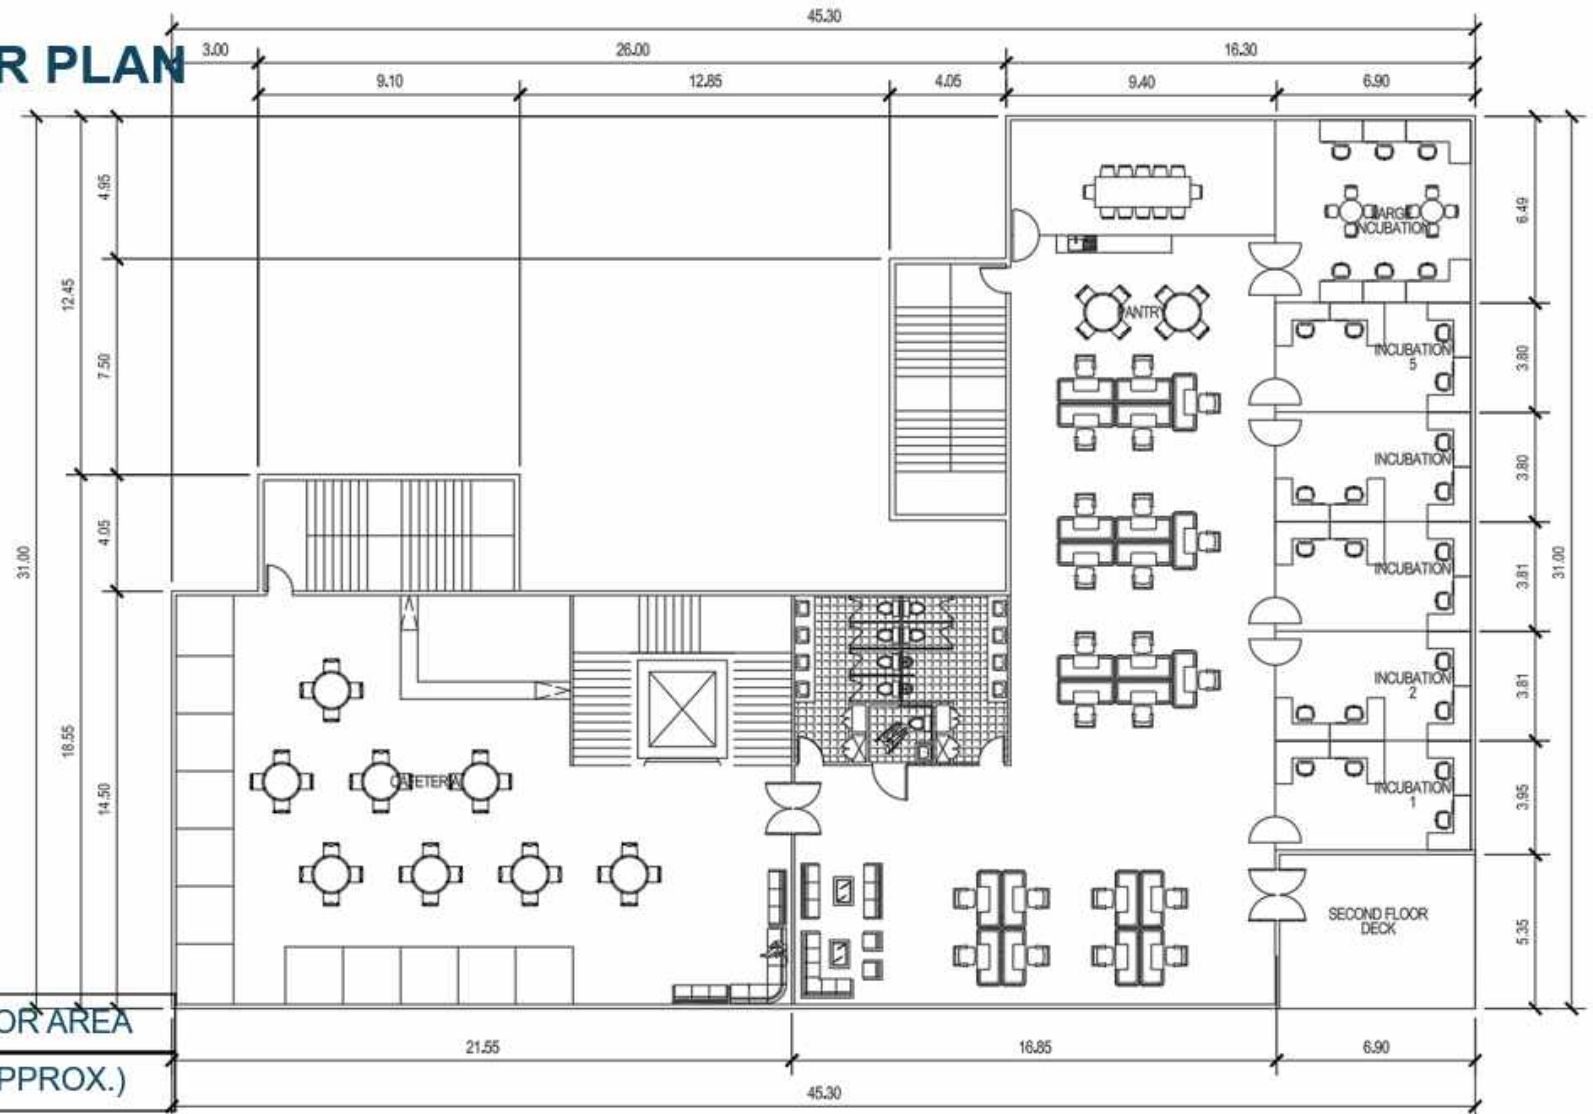 45.30
R PLAN
3.00
26.00
16.30
9.10
12.85
4.05
9.40
6.90
4.95
6.49
LARGE
INCUBATION
12.45
31.00
7.50
PANTRY
INCUBATION
5
3.80
INCUBATION
3.80
4.05
31.00
INCUBATION
3.81
31.00
INCUBATION
2
3.81
18.55
14.50
CAFETERIA
INCUBATION
1
3.95
SECOND FLOOR
DECK
5.35
OR AREA
21.55
16.85
6.90
PPROX.)
45.30